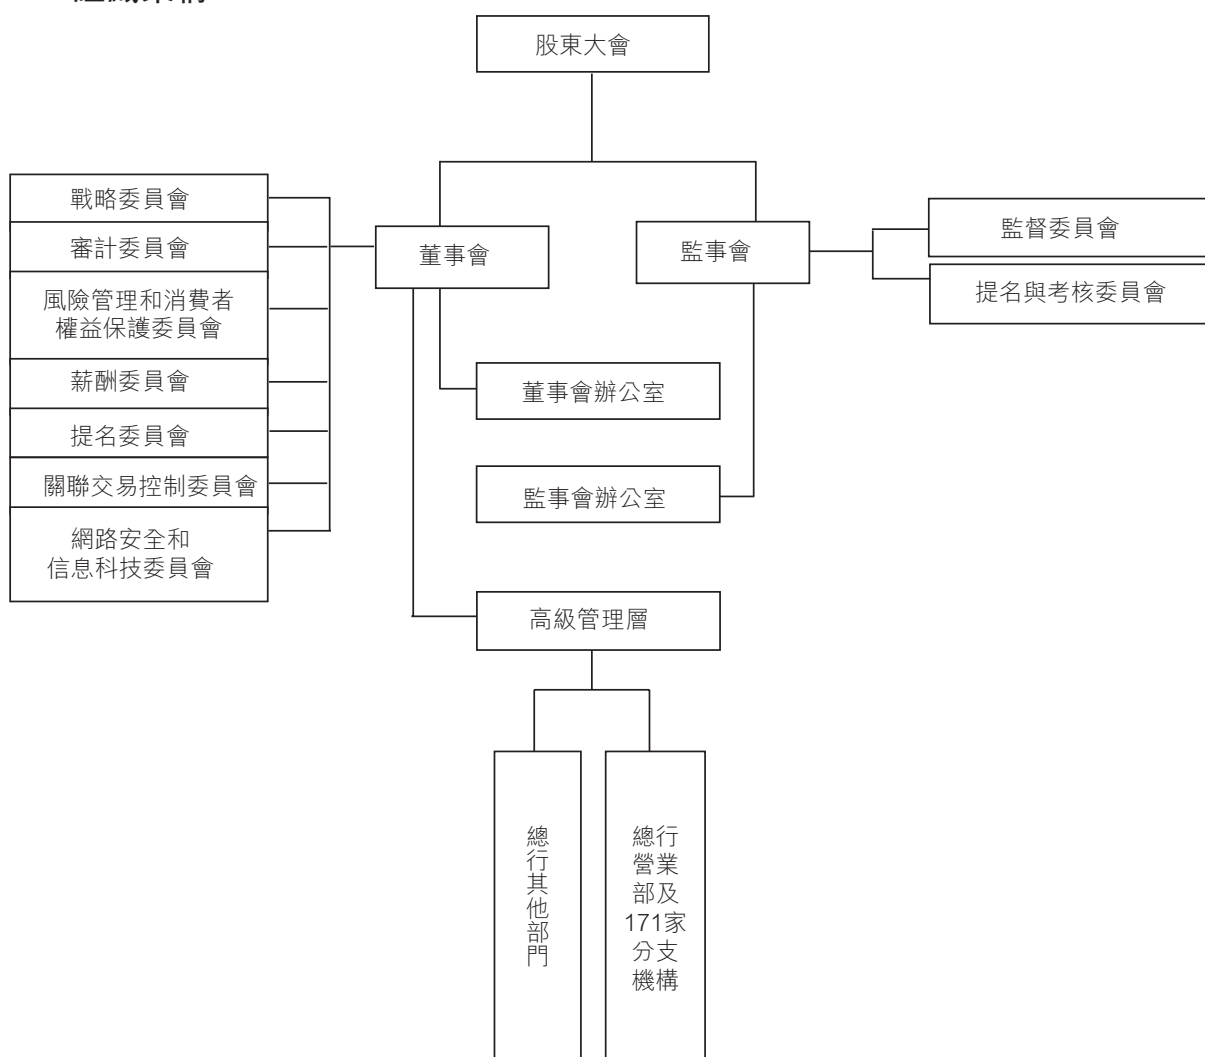 股東大會
戰略委員會
審計委員會
風險管理和消費者
權益保護委員會
薪酬委員會
提名委員會
關聯交易控制委員會
網路安全和
信息科技委員會
董事會
監事會
監督委員會
提名與考核委員會
董事會辦公室
監事會辦公室
高級管理層
總行其他部門
總行
營業
部及
171家
分支
機構